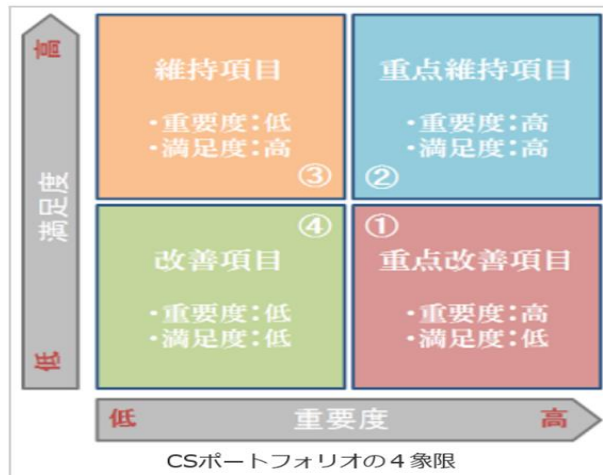 高
満足度
低
維持項目
・重要度：低
・満足度：高
③
重点維持項目
・重要度：高
・満足度：高
②
④
改善項目
・重要度：低
・満足度：低
①
重点改善項目
・重要度：高
・満足度：低
低
重要度
高
CSポートフォリオの４象限